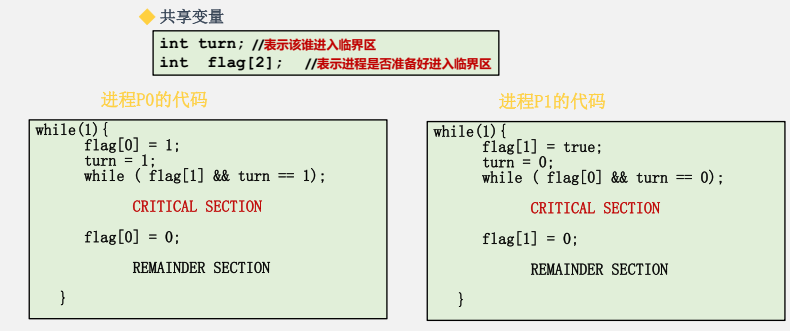 共享变量
int turn; //表示该谁进入临界区
int flag[2]; //表示进程是否准备好进入临界区
进程P0的代码
while(1){
flag[0] = 1;
turn = 1;
while ( flag[1] && turn == 1);
CRITICAL SECTION
flag[0] = 0;
REMAINDER SECTION
}
进程P1的代码
while(1){
flag[1] = true;
turn = 0;
while ( flag[0] && turn == 0);
CRITICAL SECTION
flag[1] = 0;
REMAINDER SECTION
}